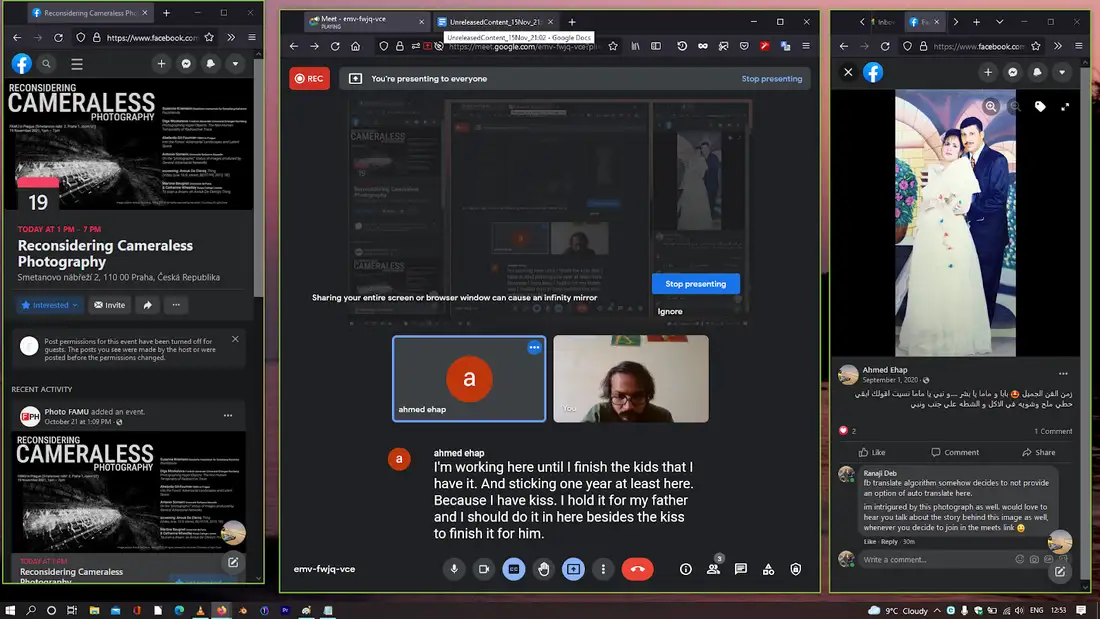 Reconsidering Cameraless Photography
https://www.facebook.com
RECONSIDERING
CAMERALESS
PHOTOGRAPHY
19
TODAY AT 1 PM – 7 PM
Reconsidering Cameraless
Photography
Smetanovo nábřeží 2, 110 00 Praha, Česká Republika
Interested
Invite
Post permissions for this event have been turned off for
guests. The posts you see were made by the host or were
posted before the permissions changed.
RECENT ACTIVITY
Photo FAMU added an event.
October 21 at 1:09 PM
RECONSIDERING
CAMERALESS
PHOTOGRAPHY
TODAY AT 1 PM – 7 PM
Reconsidering Cameraless
Photography
Meet - emv-fwjq-vce
PLAYING
UnreleasedContent_15Nov_21:02
UnreleasedContent_15Nov_21:02 - Google Docs
https://meet.google.com/emv-fwjq-vce?pli=
REC
You're presenting to everyone
Stop presenting
Sharing your entire screen or browser window can cause an infinity mirror
Stop presenting
Ignore
a
ahmed ehap
You
a
ahmed ehap
I'm working here until I finish the kids that I
have it. And sticking one year at least here.
Because I have kiss. I hold it for my father
and I should do it in here besides the kiss
to finish it for him.
emv-fwjq-vce
3
Inbox
https://www.facebook.com
Ahmed Ehap
September 1, 2020
زمن الفن الجميل 😍 بابا و ماما يا بشر ...و نبي يا ماما نسيت اقولك ابقي
حطي ملح وشويه في الاكل و الشطه علي جنب ونبي
2
1 Comment
Like
Comment
Share
Kanaji Deb
fb translate algorithm somehow decides to not provide
an option of auto translate here.
im intrigured by this photograph as well. would love to
hear you talk about the story behind this image as well,
whenever you decide to join in the meets link
Like · Reply · 30m
Write a comment...
9°C Cloudy
ENG
12:53